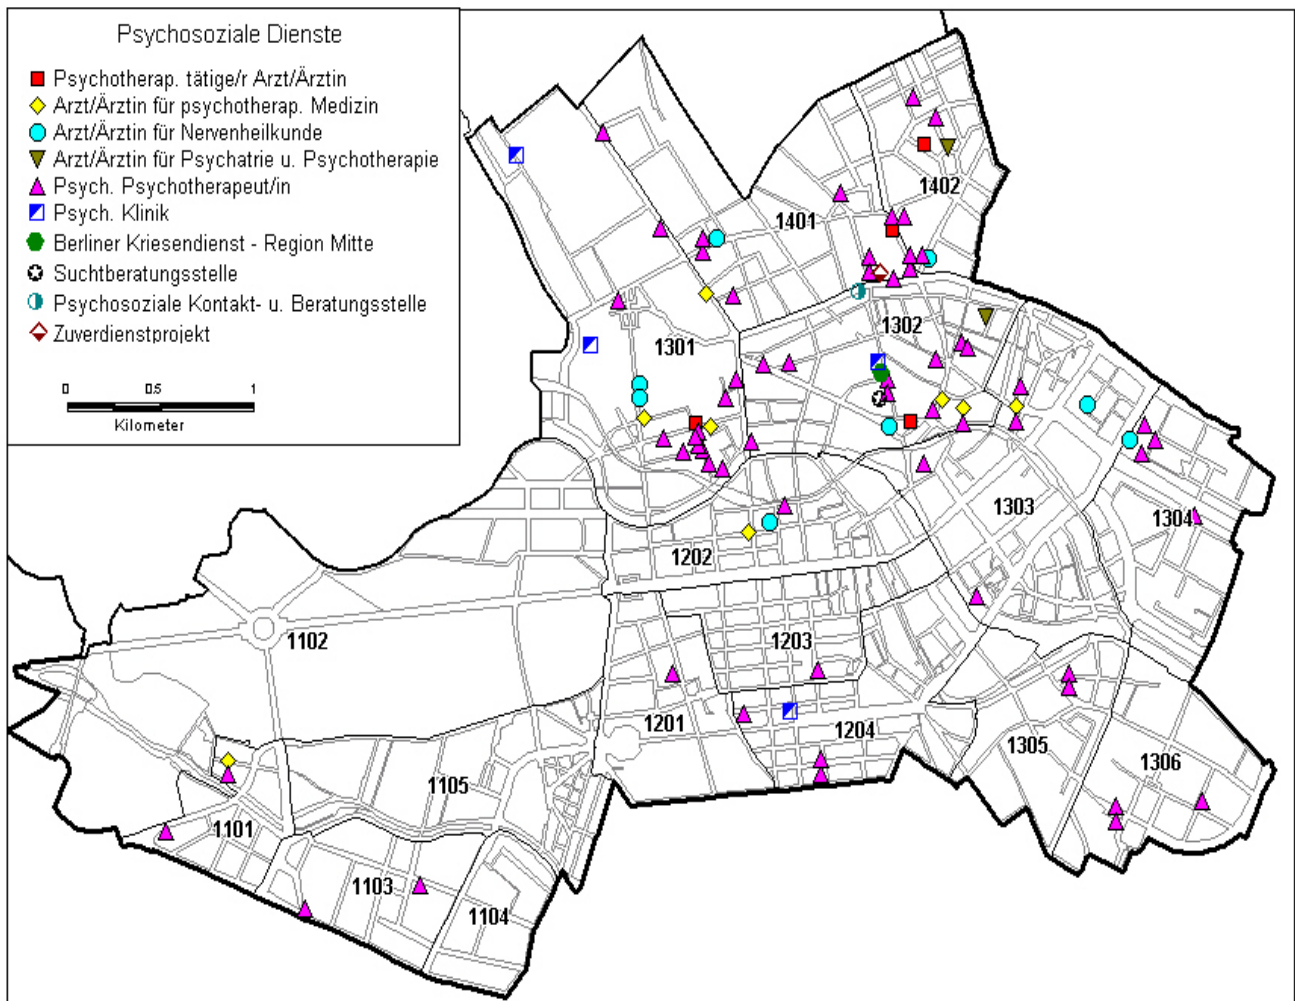 Psychosoziale Dienste
Psychotherap. tätige/r Arzt/Ärztin
Arzt/Ärztin für psychotherap. Medizin
Arzt/Ärztin für Nervenheilkunde
Arzt/Ärztin für Psychatrie u. Psychotherapie
Psych. Psychotherapeut/in
Psych. Klinik
Berliner Kriesendienst - Region Mitte
Suchtberatungsstelle
Psychosoziale Kontakt- u. Beratungsstelle
Zuverdienstprojekt
0 0.5 1
Kilometer
1402
1401
1302
1301
1303
1304
1202
1102
1203
1201
1204
1305
1306
1105
1101
1103
1104